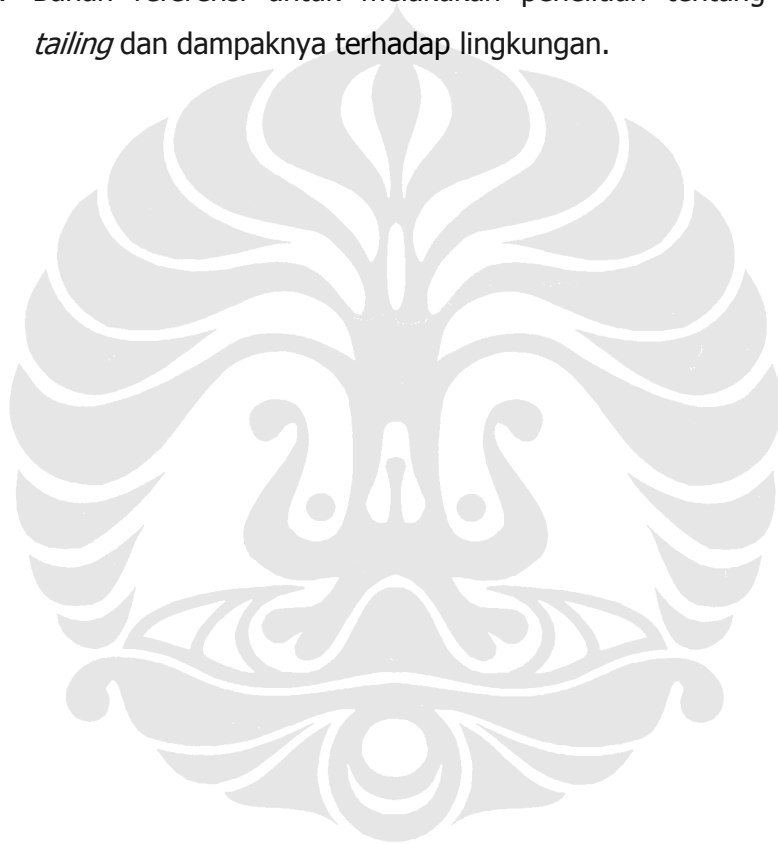 . Bahan referensi untuk melakukan penelitian tentang
tailing dan dampaknya terhadap lingkungan.